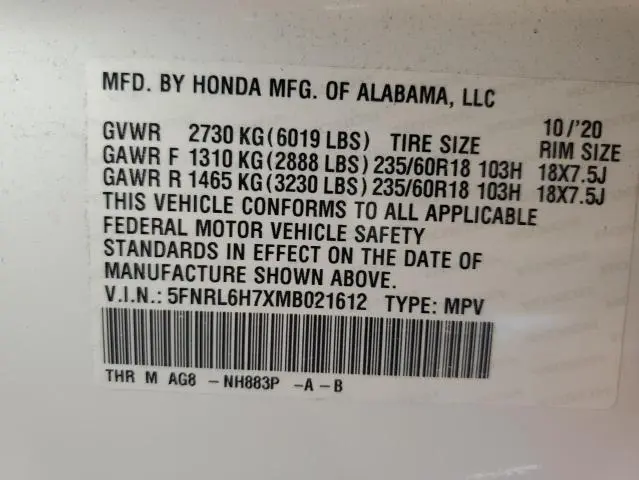 MFD. BY HONDA MFG. OF ALABAMA, LLC
10/'20
GVWR 2730 KG(6019 LBS) TIRE SIZE RIM SIZE
GAWR F 1310 KG(2888 LBS) 235/60R18 103H 18X7.5J
GAWR R 1465 KG(3230 LBS) 235/60R18 103H 18X7.5J
THIS VEHICLE CONFORMS TO ALL APPLICABLE
FEDERAL MOTOR VEHICLE SAFETY
STANDARDS IN EFFECT ON THE DATE OF
MANUFACTURE SHOWN ABOVE.
V.I.N.: 5FNRL6H7XMB021612 TYPE: MPV
THR M AG8 -NH883P -A-B